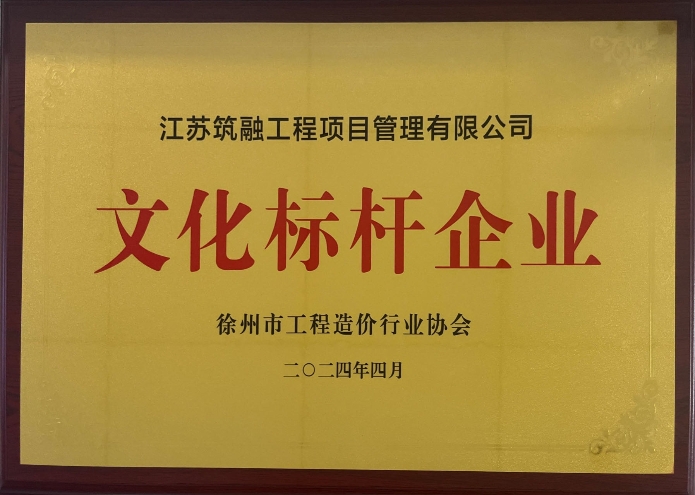 江苏筑融工程项目管理有限公司
文化标杆企业
徐州市工程造价行业协会
二〇二四年四月